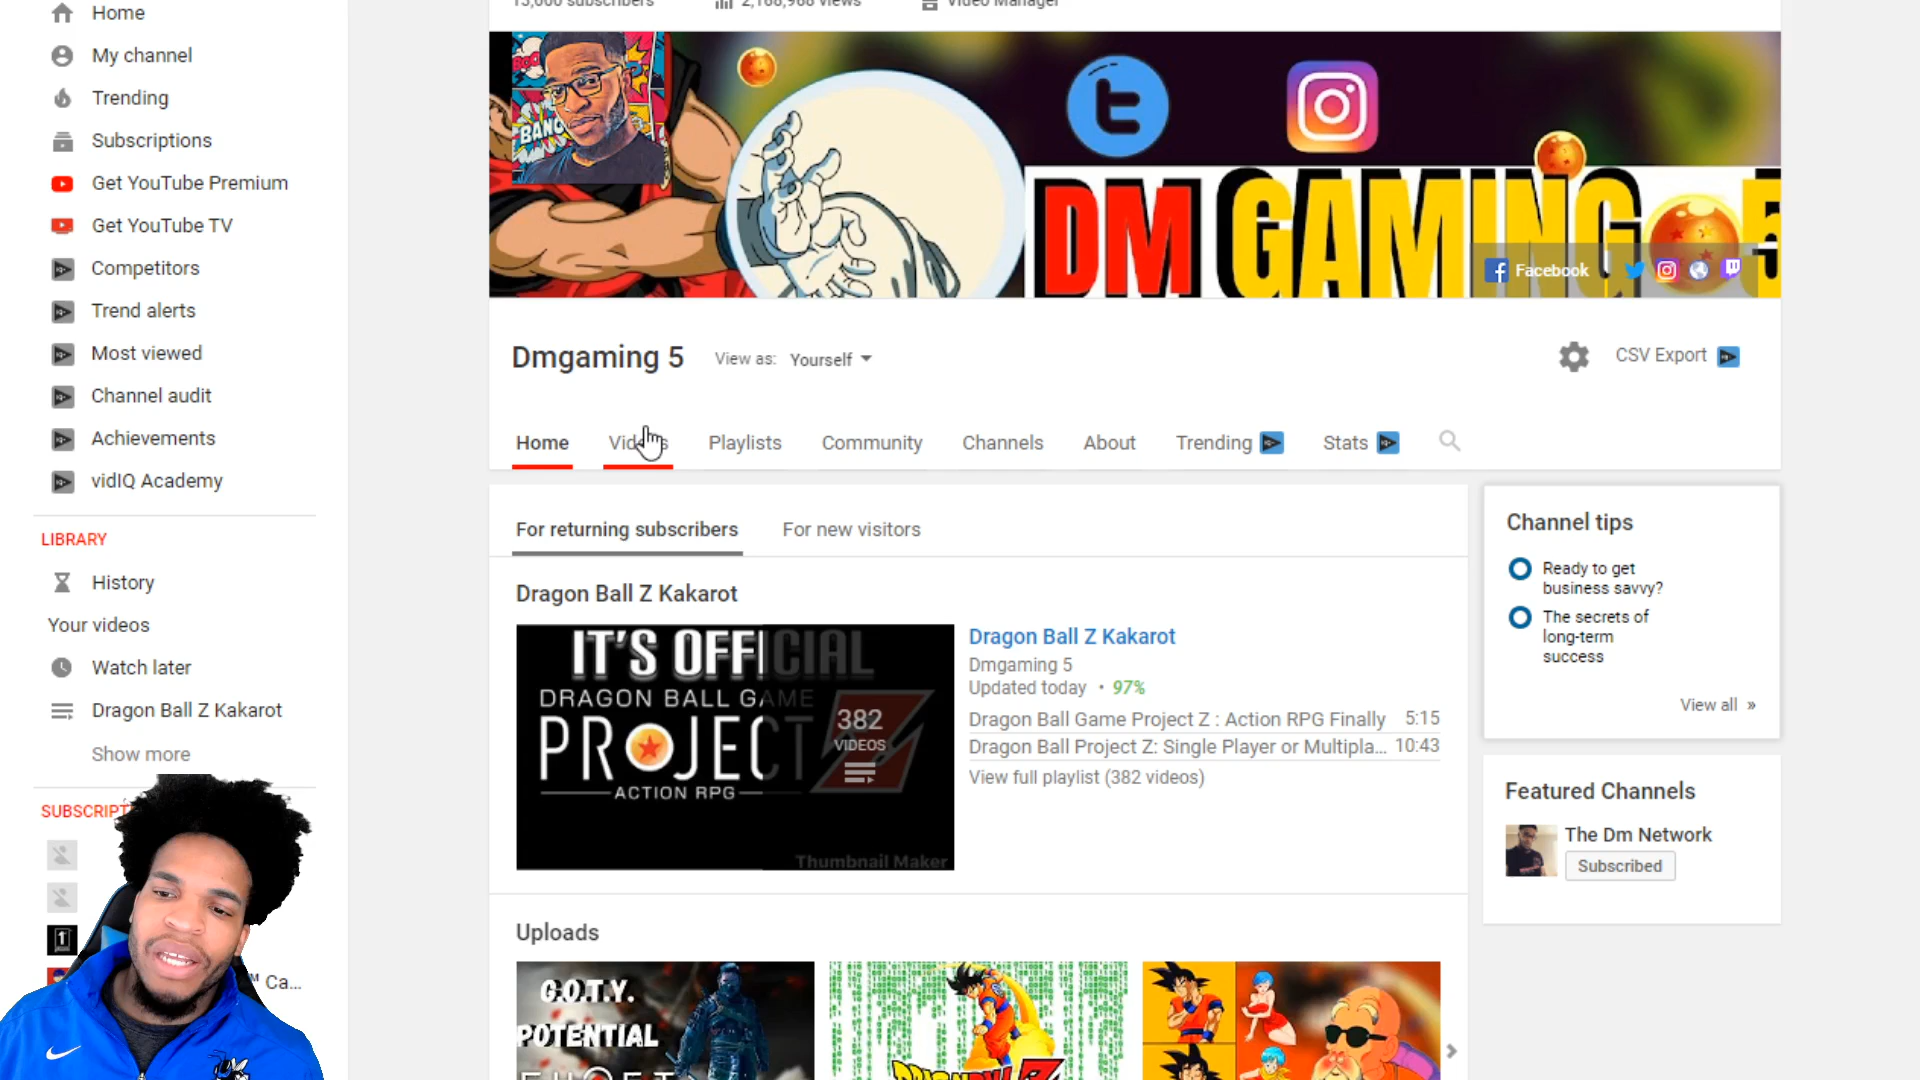 Home
My channel
Trending
Subscriptions
Get YouTube Premium
Get YouTube TV
Competitors
Trend alerts
Most viewed
Channel audit
Achievements
vidIQ Academy
LIBRARY
History
Your videos
Watch later
Dragon Ball Z Kakarot
Show more
SUBSCRIPT
™ Ca...
subscribers
2,168,968 views
Video Manager
BOO
BANG
DM GAMING 5
Facebook
Dmgaming 5
View as: Yourself
CSV Export
Home
Videos
Playlists
Community
Channels
About
Trending
Stats
For returning subscribers
For new visitors
Dragon Ball Z Kakarot
IT'S OFFICIAL
DRAGON BALL GAME
PROJECT Z
ACTION RPG
382
VIDEOS
Thumbnail Maker
Dragon Ball Z Kakarot
Dmgaming 5
Updated today • 97%
Dragon Ball Game Project Z : Action RPG Finally 5:15
Dragon Ball Project Z: Single Player or Multipla... 10:43
View full playlist (382 videos)
Uploads
G.O.T.Y.
POTENTIAL
DRAGON BALL Z
Channel tips
Ready to get
business savvy?
The secrets of
long-term
success
View all »
Featured Channels
The Dm Network
Subscribed